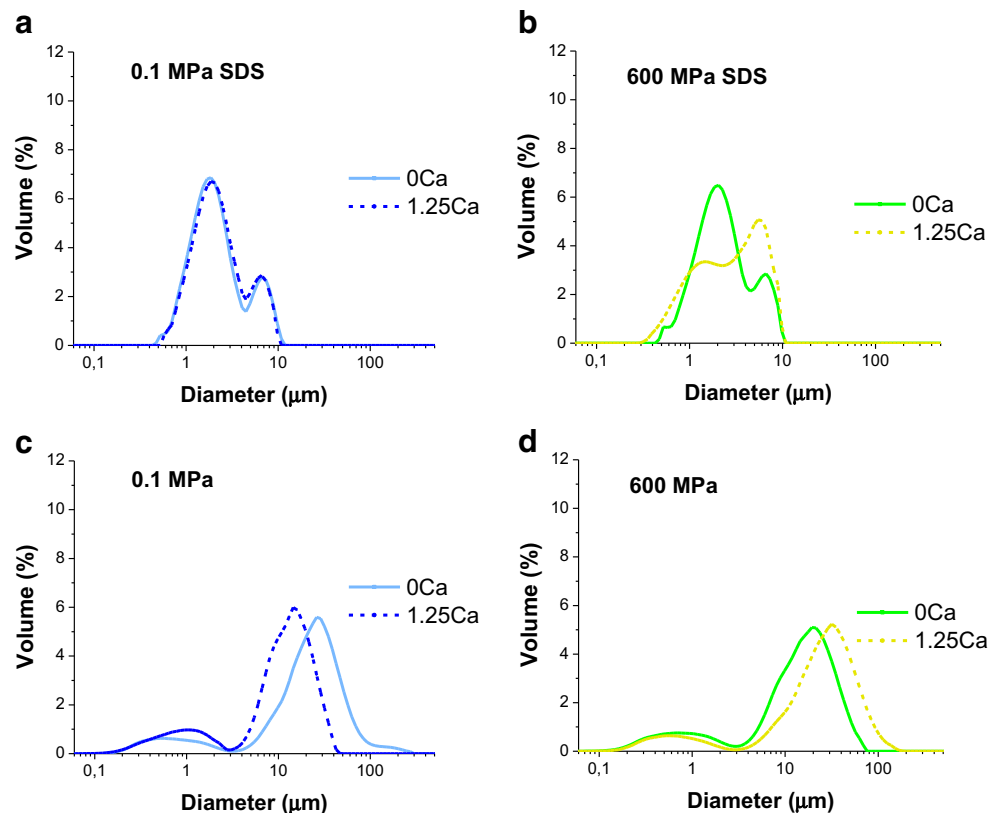 a
0.1 MPa SDS
12
10
8
6
4
2
0
Volume (%)
0Ca
1.25Ca
0,1 1 10 100
Diameter (µm)
b
600 MPa SDS
12
10
8
6
4
2
0
Volume (%)
0Ca
1.25Ca
0,1 1 10 100
Diameter (µm)
c
0.1 MPa
12
10
8
6
4
2
0
Volume (%)
0Ca
1.25Ca
0,1 1 10 100
Diameter (µm)
d
600 MPa
12
10
8
6
4
2
0
Volume (%)
0Ca
1.25Ca
0,1 1 10 100
Diameter (µm)